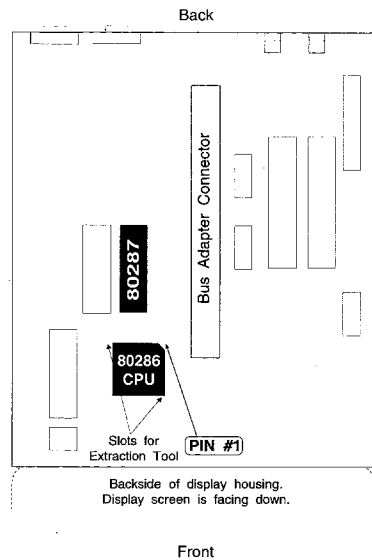 Back
Bus Adapter Connector
80287
80286
CPU
Slots for
Extraction Tool
PIN #1
Backside of display housing.
Display screen is facing down.
Front